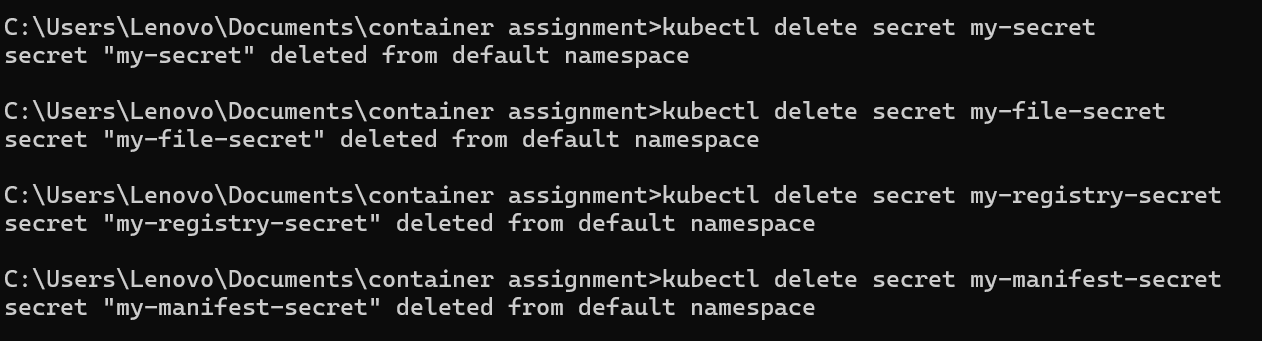 C:\Users\Lenovo\Documents\container assignment>kubectl delete secret my-secret
secret "my-secret" deleted from default namespace
C:\Users\Lenovo\Documents\container assignment>kubectl delete secret my-file-secret
secret "my-file-secret" deleted from default namespace
C:\Users\Lenovo\Documents\container assignment>kubectl delete secret my-registry-secret
secret "my-registry-secret" deleted from default namespace
C:\Users\Lenovo\Documents\container assignment>kubectl delete secret my-manifest-secret
secret "my-manifest-secret" deleted from default namespace